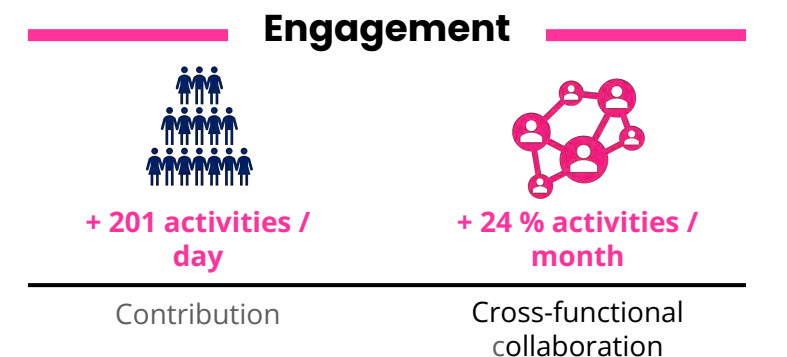 Engagement
+ 201 activities /
day
+ 24 % activities /
month
Contribution
Cross-functional
collaboration